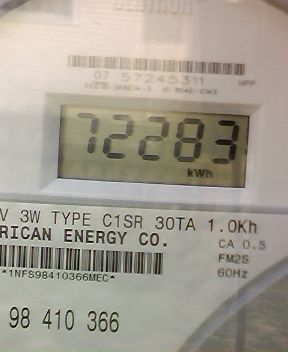 CENTRON
07 57245311
72283
kWh
V 3W TYPE C1SR 30TA 1.0Kh
RICAN ENERGY CO.
CA 0.5
FM2S
60Hz
*1NFS98410366MEC*
98 410 366